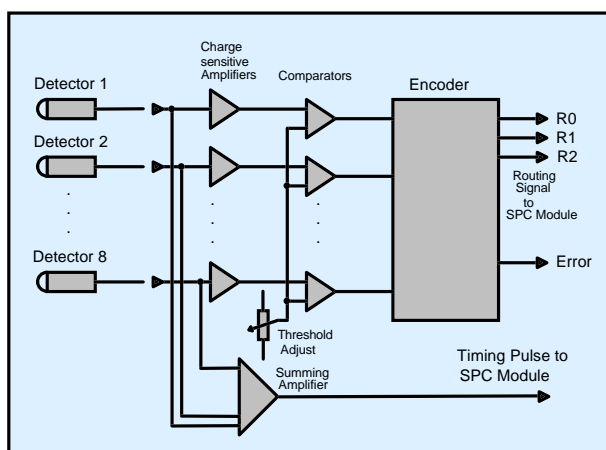 Charge
sensitive
Amplifiers
Comparators
Encoder
Detector 1
Detector 2
Detector 8
R0
R1
R2
Routing
Signal
to
SPC Module
Error
Threshold
Adjust
Summing
Amplifier
Timing Pulse to
SPC Module